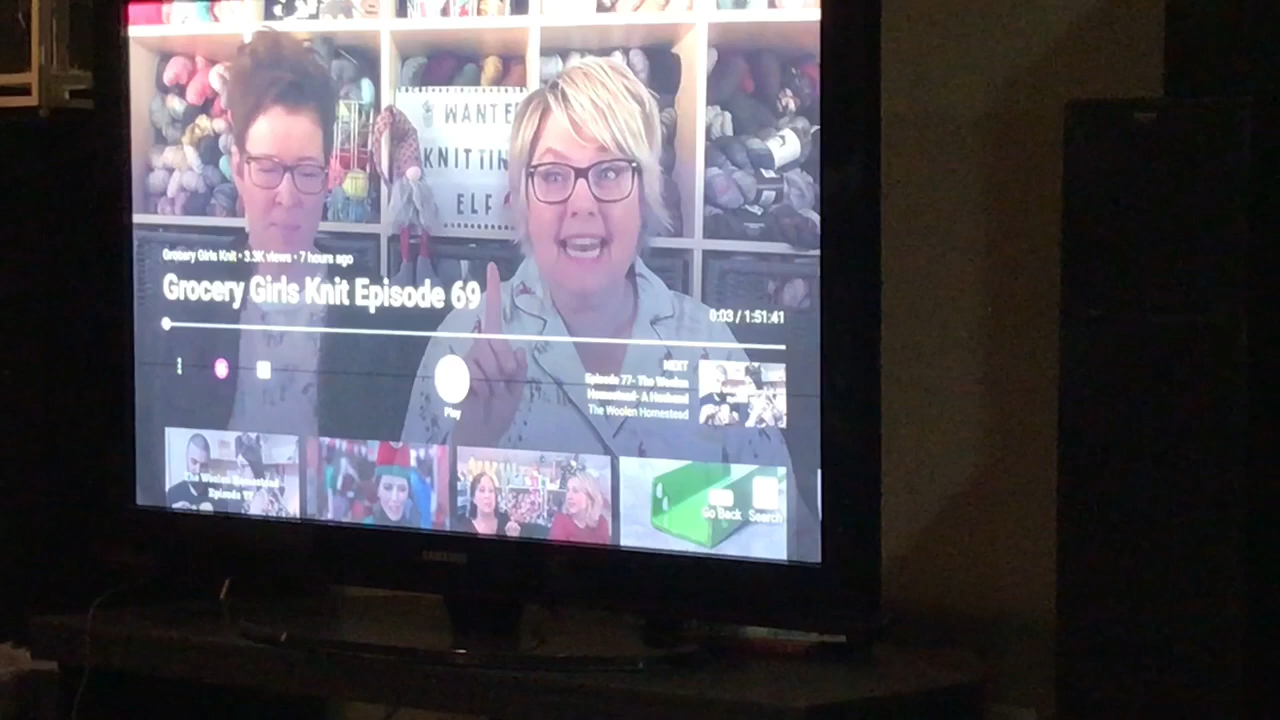 WANTE
KNITTIN
ELF
Grocery Girls Knit • 3.3K views • 7 hours ago
Grocery Girls Knit Episode 69
0:03 / 1:51:41
NEXT
Episode 77- The Woolen
Homestead- A Husband
The Woolen Homestead
Play
The Woolen Homestead
Episode 77
Go Back
Search
SAMSUNG